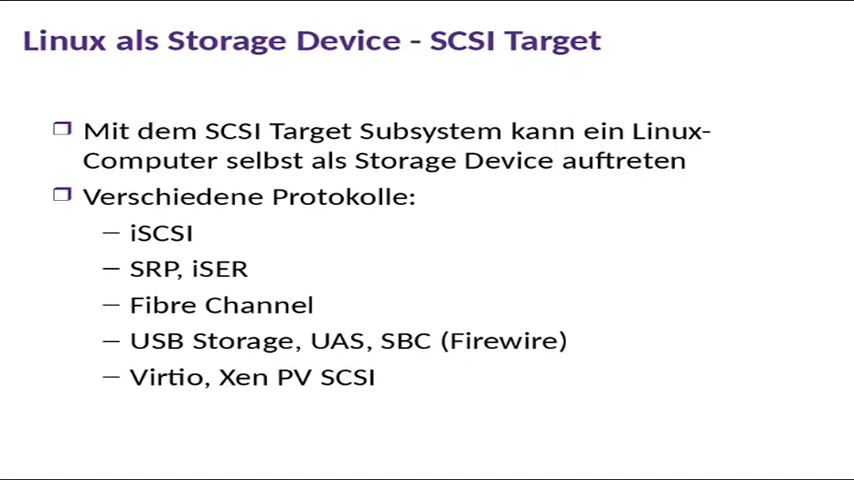 Linux als Storage Device - SCSI Target
❒ Mit dem SCSI Target Subsystem kann ein Linux-
Computer selbst als Storage Device auftreten
❒ Verschiedene Protokolle:
– iSCSI
– SRP, iSER
– Fibre Channel
– USB Storage, UAS, SBC (Firewire)
– Virtio, Xen PV SCSI